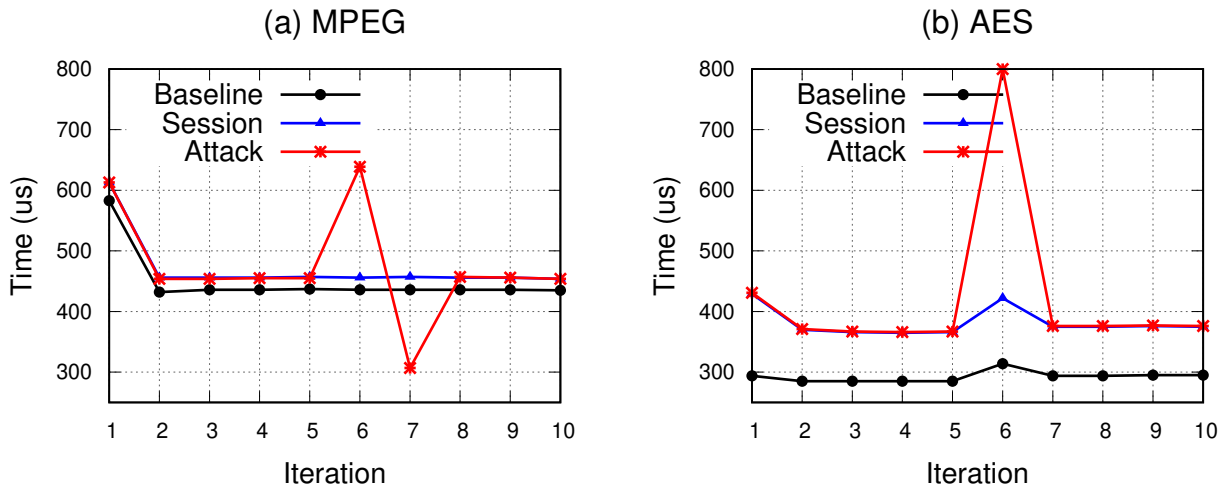 (a) MPEG
800
700
600
500
400
300
Time (us)
Baseline
Session
Attack
1 2 3 4 5 6 7 8 9 10
Iteration
(b) AES
800
700
600
500
400
300
Time (us)
Baseline
Session
Attack
1 2 3 4 5 6 7 8 9 10
Iteration